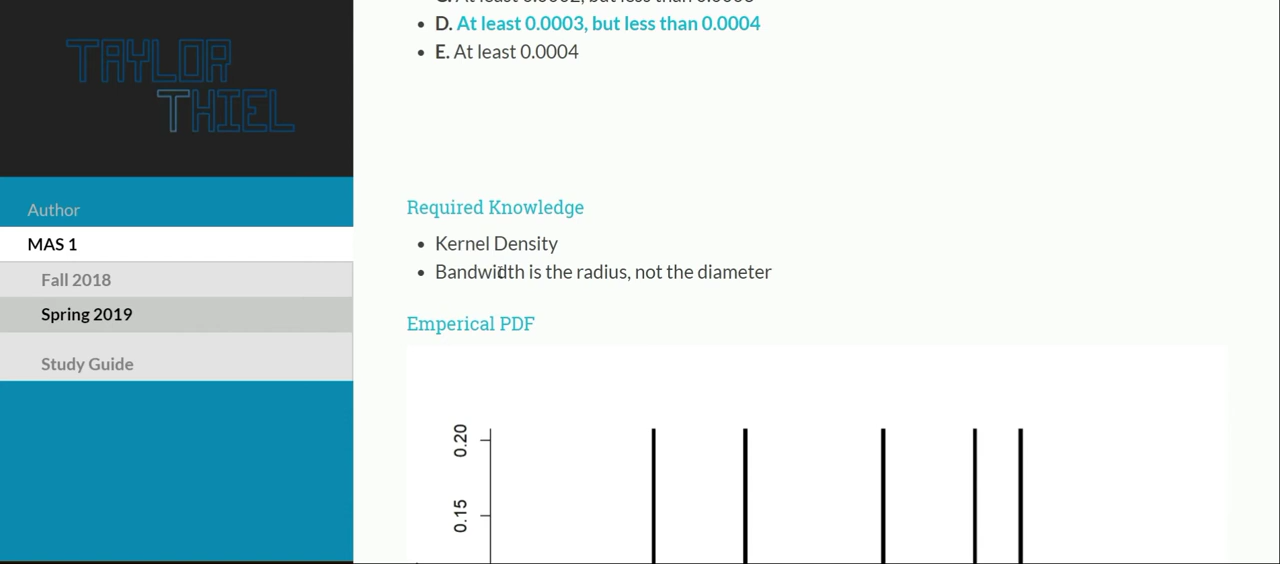 TAYLOR
THIEL
Author
MAS 1
Fall 2018
Spring 2019
Study Guide
D. At least 0.0003, but less than 0.0004
E. At least 0.0004
Required Knowledge
Kernel Density
Bandwidth is the radius, not the diameter
Emperical PDF
0.20
0.15